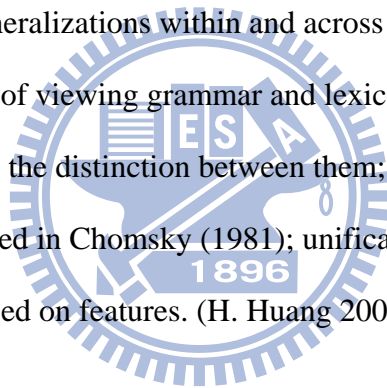 neralizations within and across
of viewing grammar and lexic
the distinction between them;
ed in Chomsky (1981); unifica
ed on features. (H. Huang 200
E S A
1896